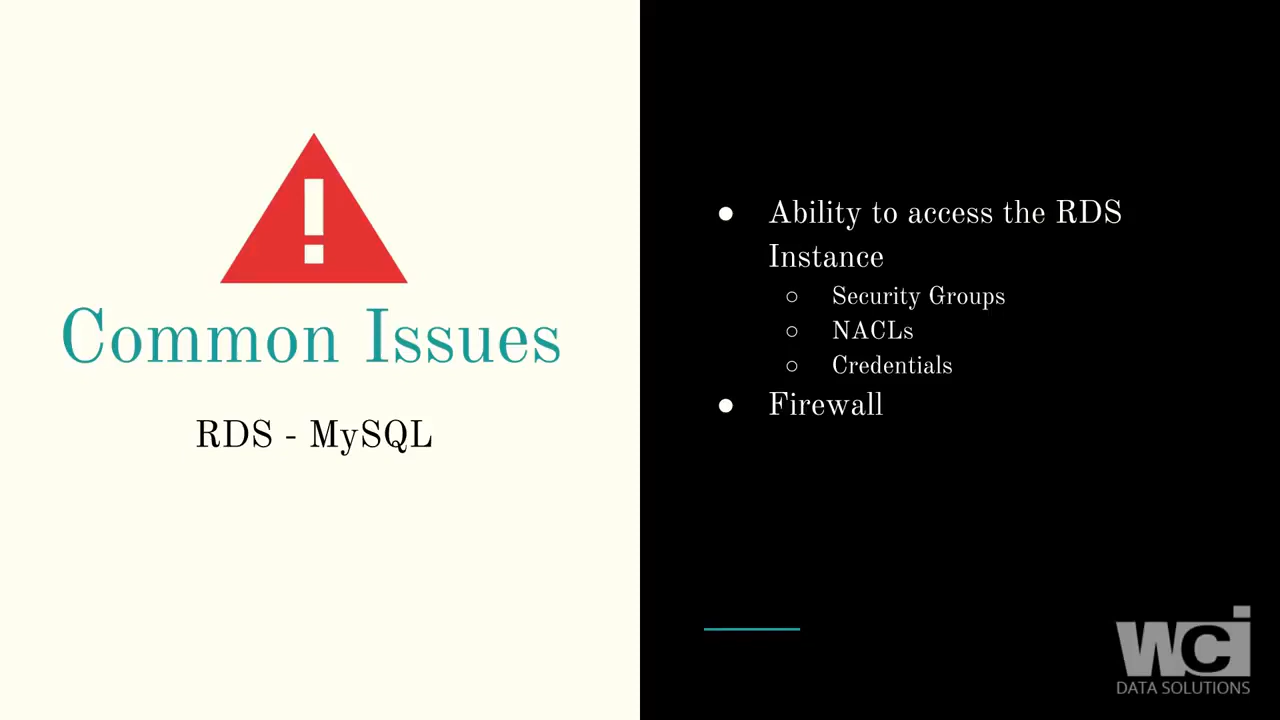 !
Common Issues
RDS - MySQL
● Ability to access the RDS
Instance
○ Security Groups
○ NACLs
○ Credentials
● Firewall
WCi
DATA SOLUTIONS